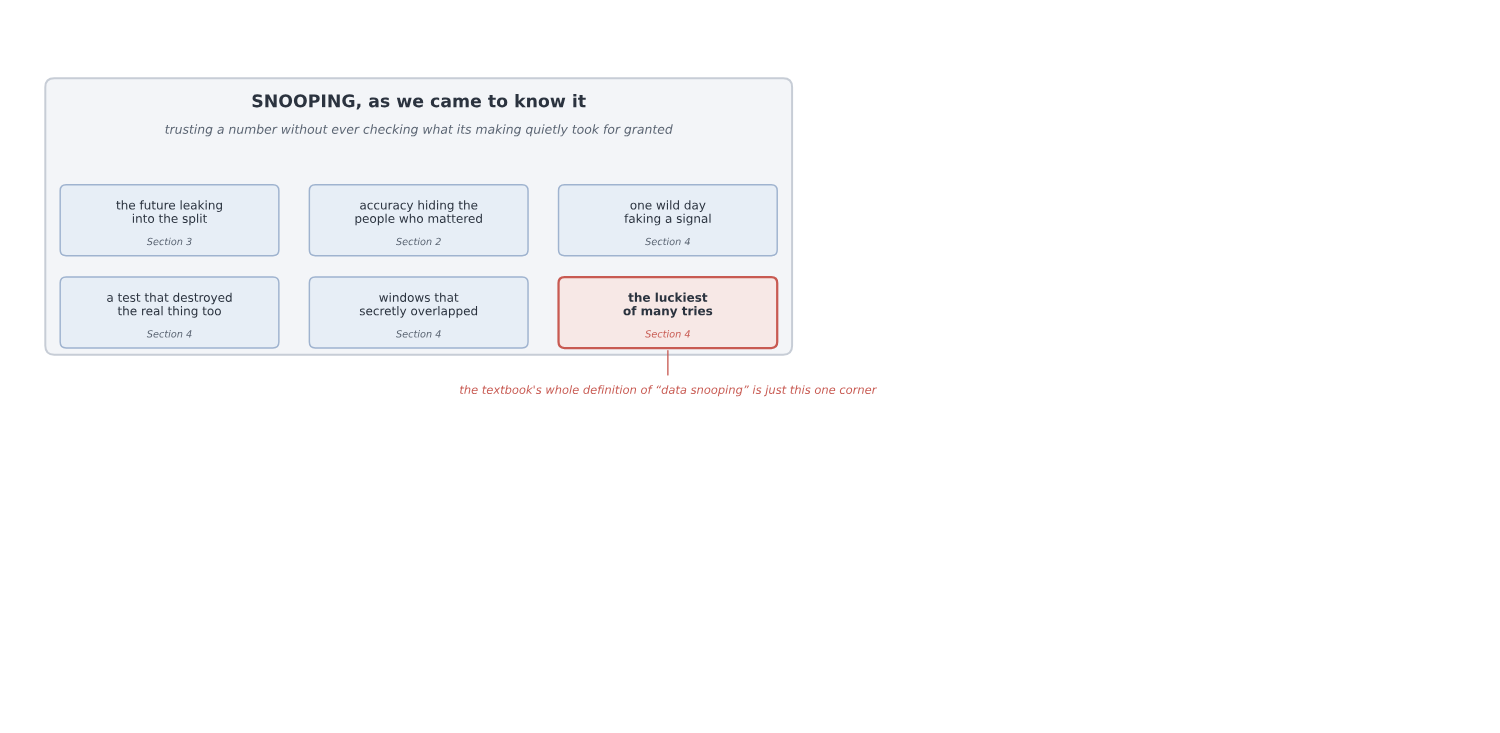 SNOOPING, as we came to know it
trusting a number without ever checking what its making quietly took for granted
the future leaking
into the split
Section 3
accuracy hiding the
people who mattered
Section 2
one wild day
faking a signal
Section 4
a test that destroyed
the real thing too
Section 4
windows that
secretly overlapped
Section 4
the luckiest
of many tries
Section 4
the textbook's whole definition of “data snooping” is just this one corner